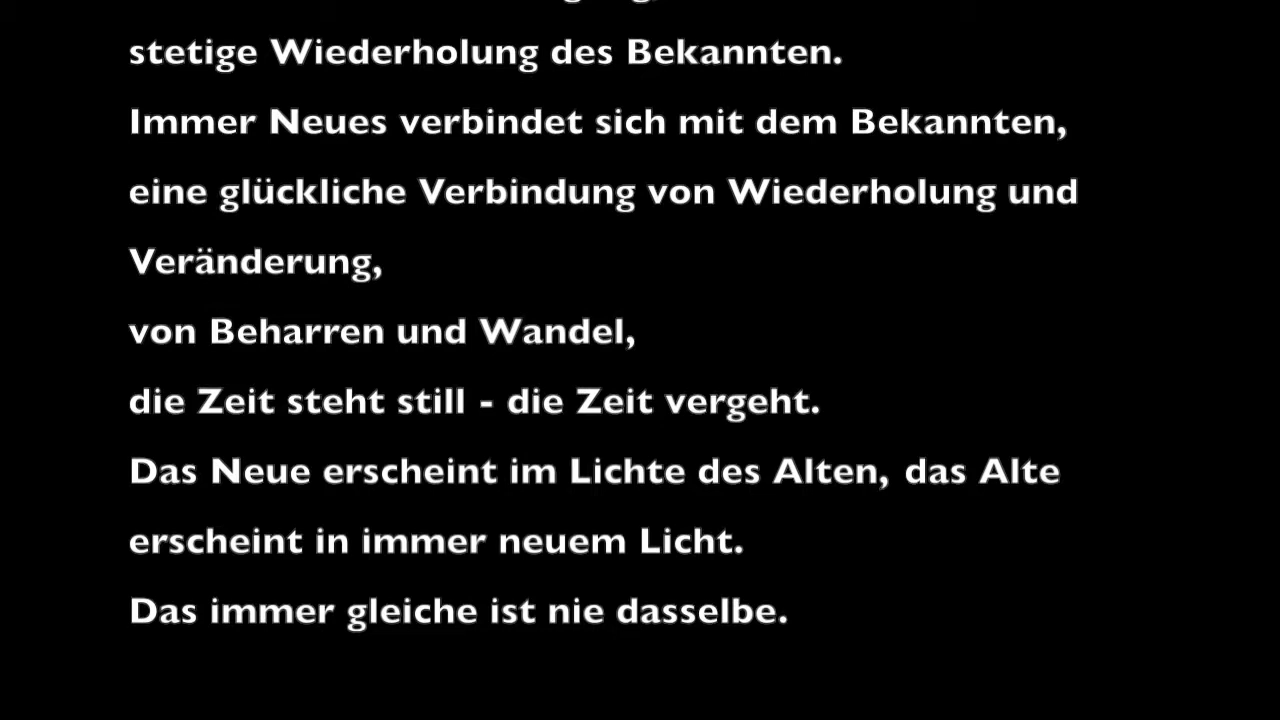 stetige Wiederholung des Bekannten.
Immer Neues verbindet sich mit dem Bekannten,
eine glückliche Verbindung von Wiederholung und
Veränderung,
von Beharren und Wandel,
die Zeit steht still - die Zeit vergeht.
Das Neue erscheint im Lichte des Alten, das Alte
erscheint in immer neuem Licht.
Das immer gleiche ist nie dasselbe.